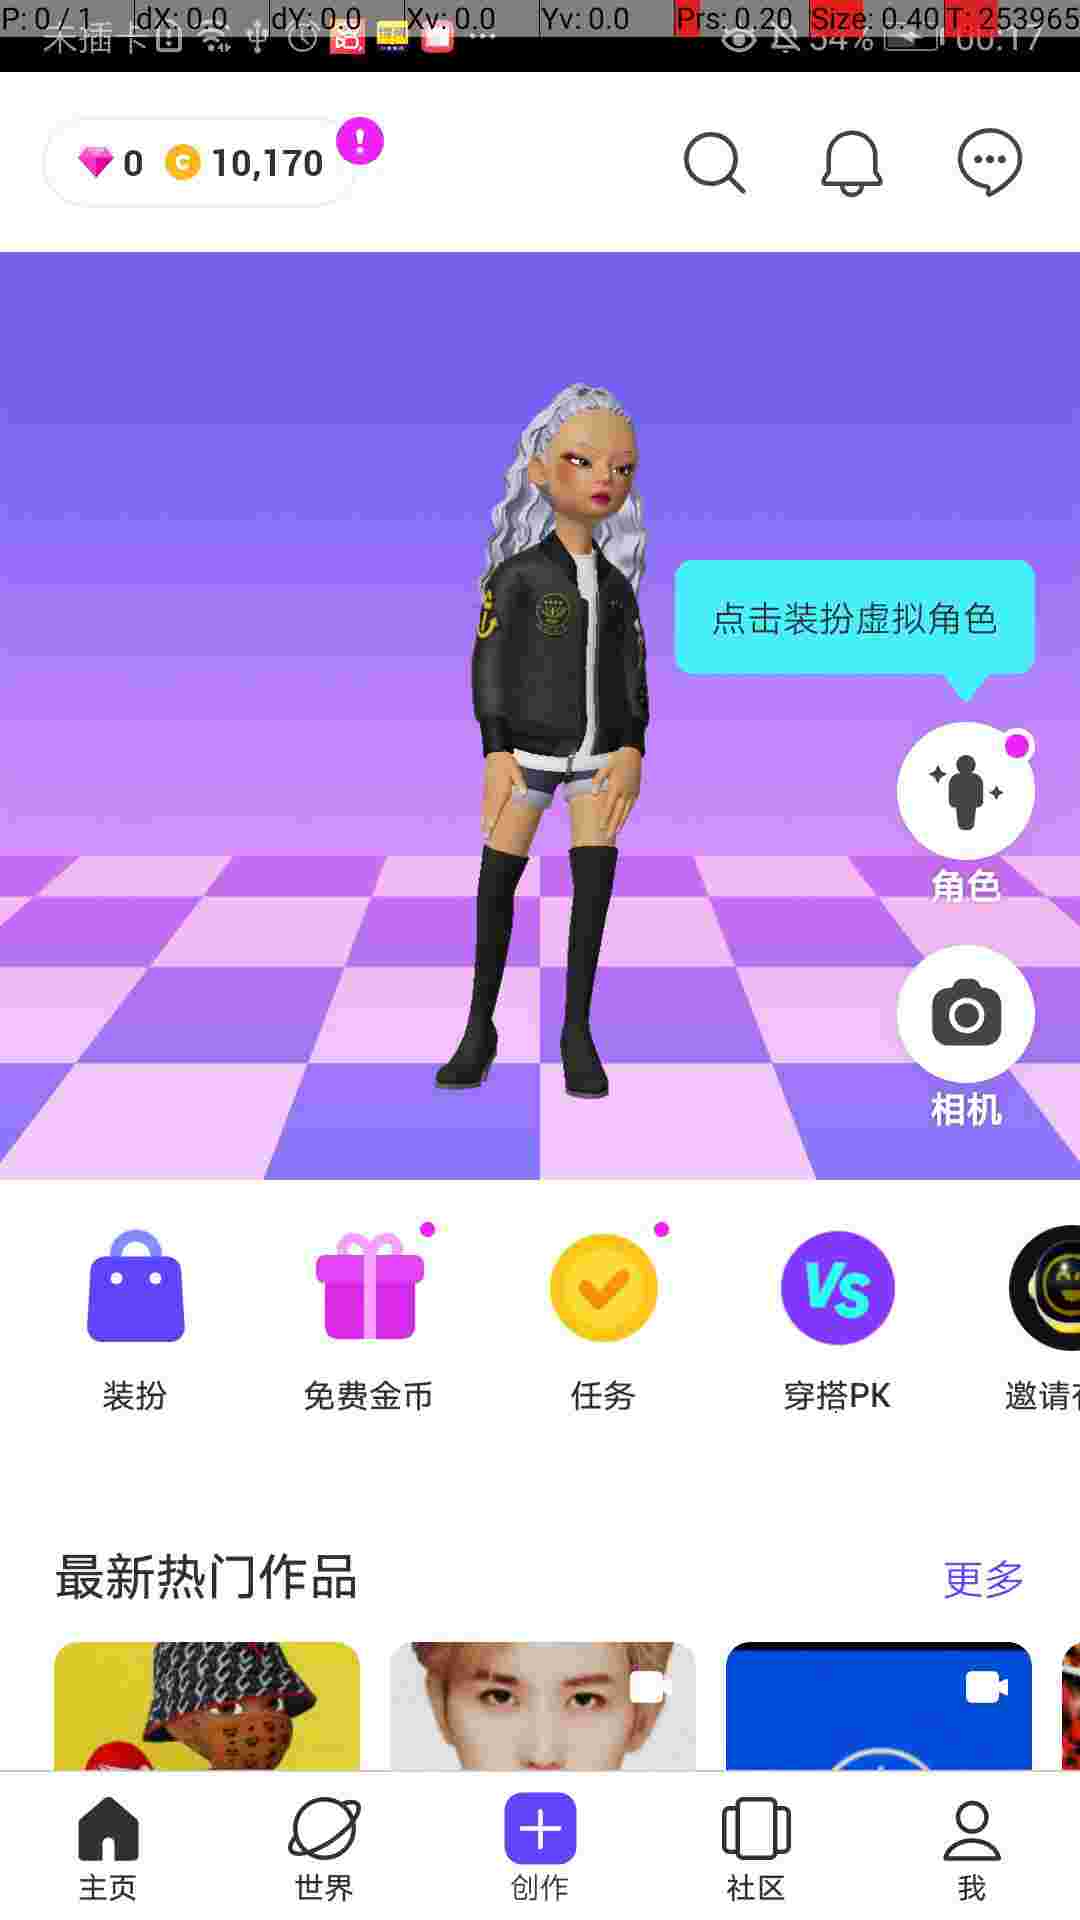 P: 0 / 1 dX: 0.0 dY: 0.0 Xv: 0.0 Yv: 0.0 Prs: 0.20 Size: 0.40 T: 253965
未插卡 54% 00:17
0 C 10,170
点击装扮虚拟角色
角色
相机
VS
装扮 免费金币 任务 穿搭PK 邀请
最新热门作品 更多
主页 世界 创作 社区 我